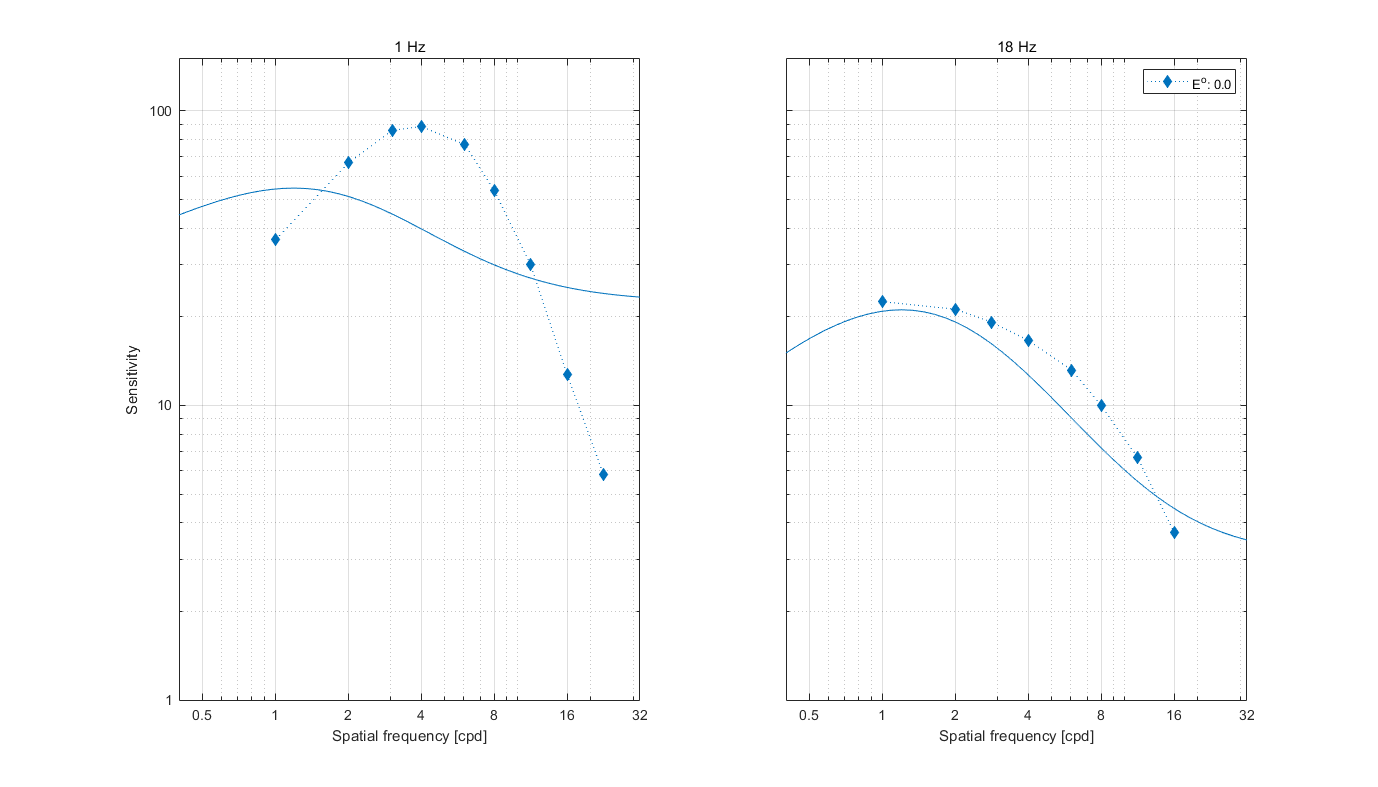 1 Hz
100
10
1
Sensitivity
0.5 1 2 4 8 16 32
Spatial frequency [cpd]
18 Hz
E°: 0.0
0.5 1 2 4 8 16 32
Spatial frequency [cpd]